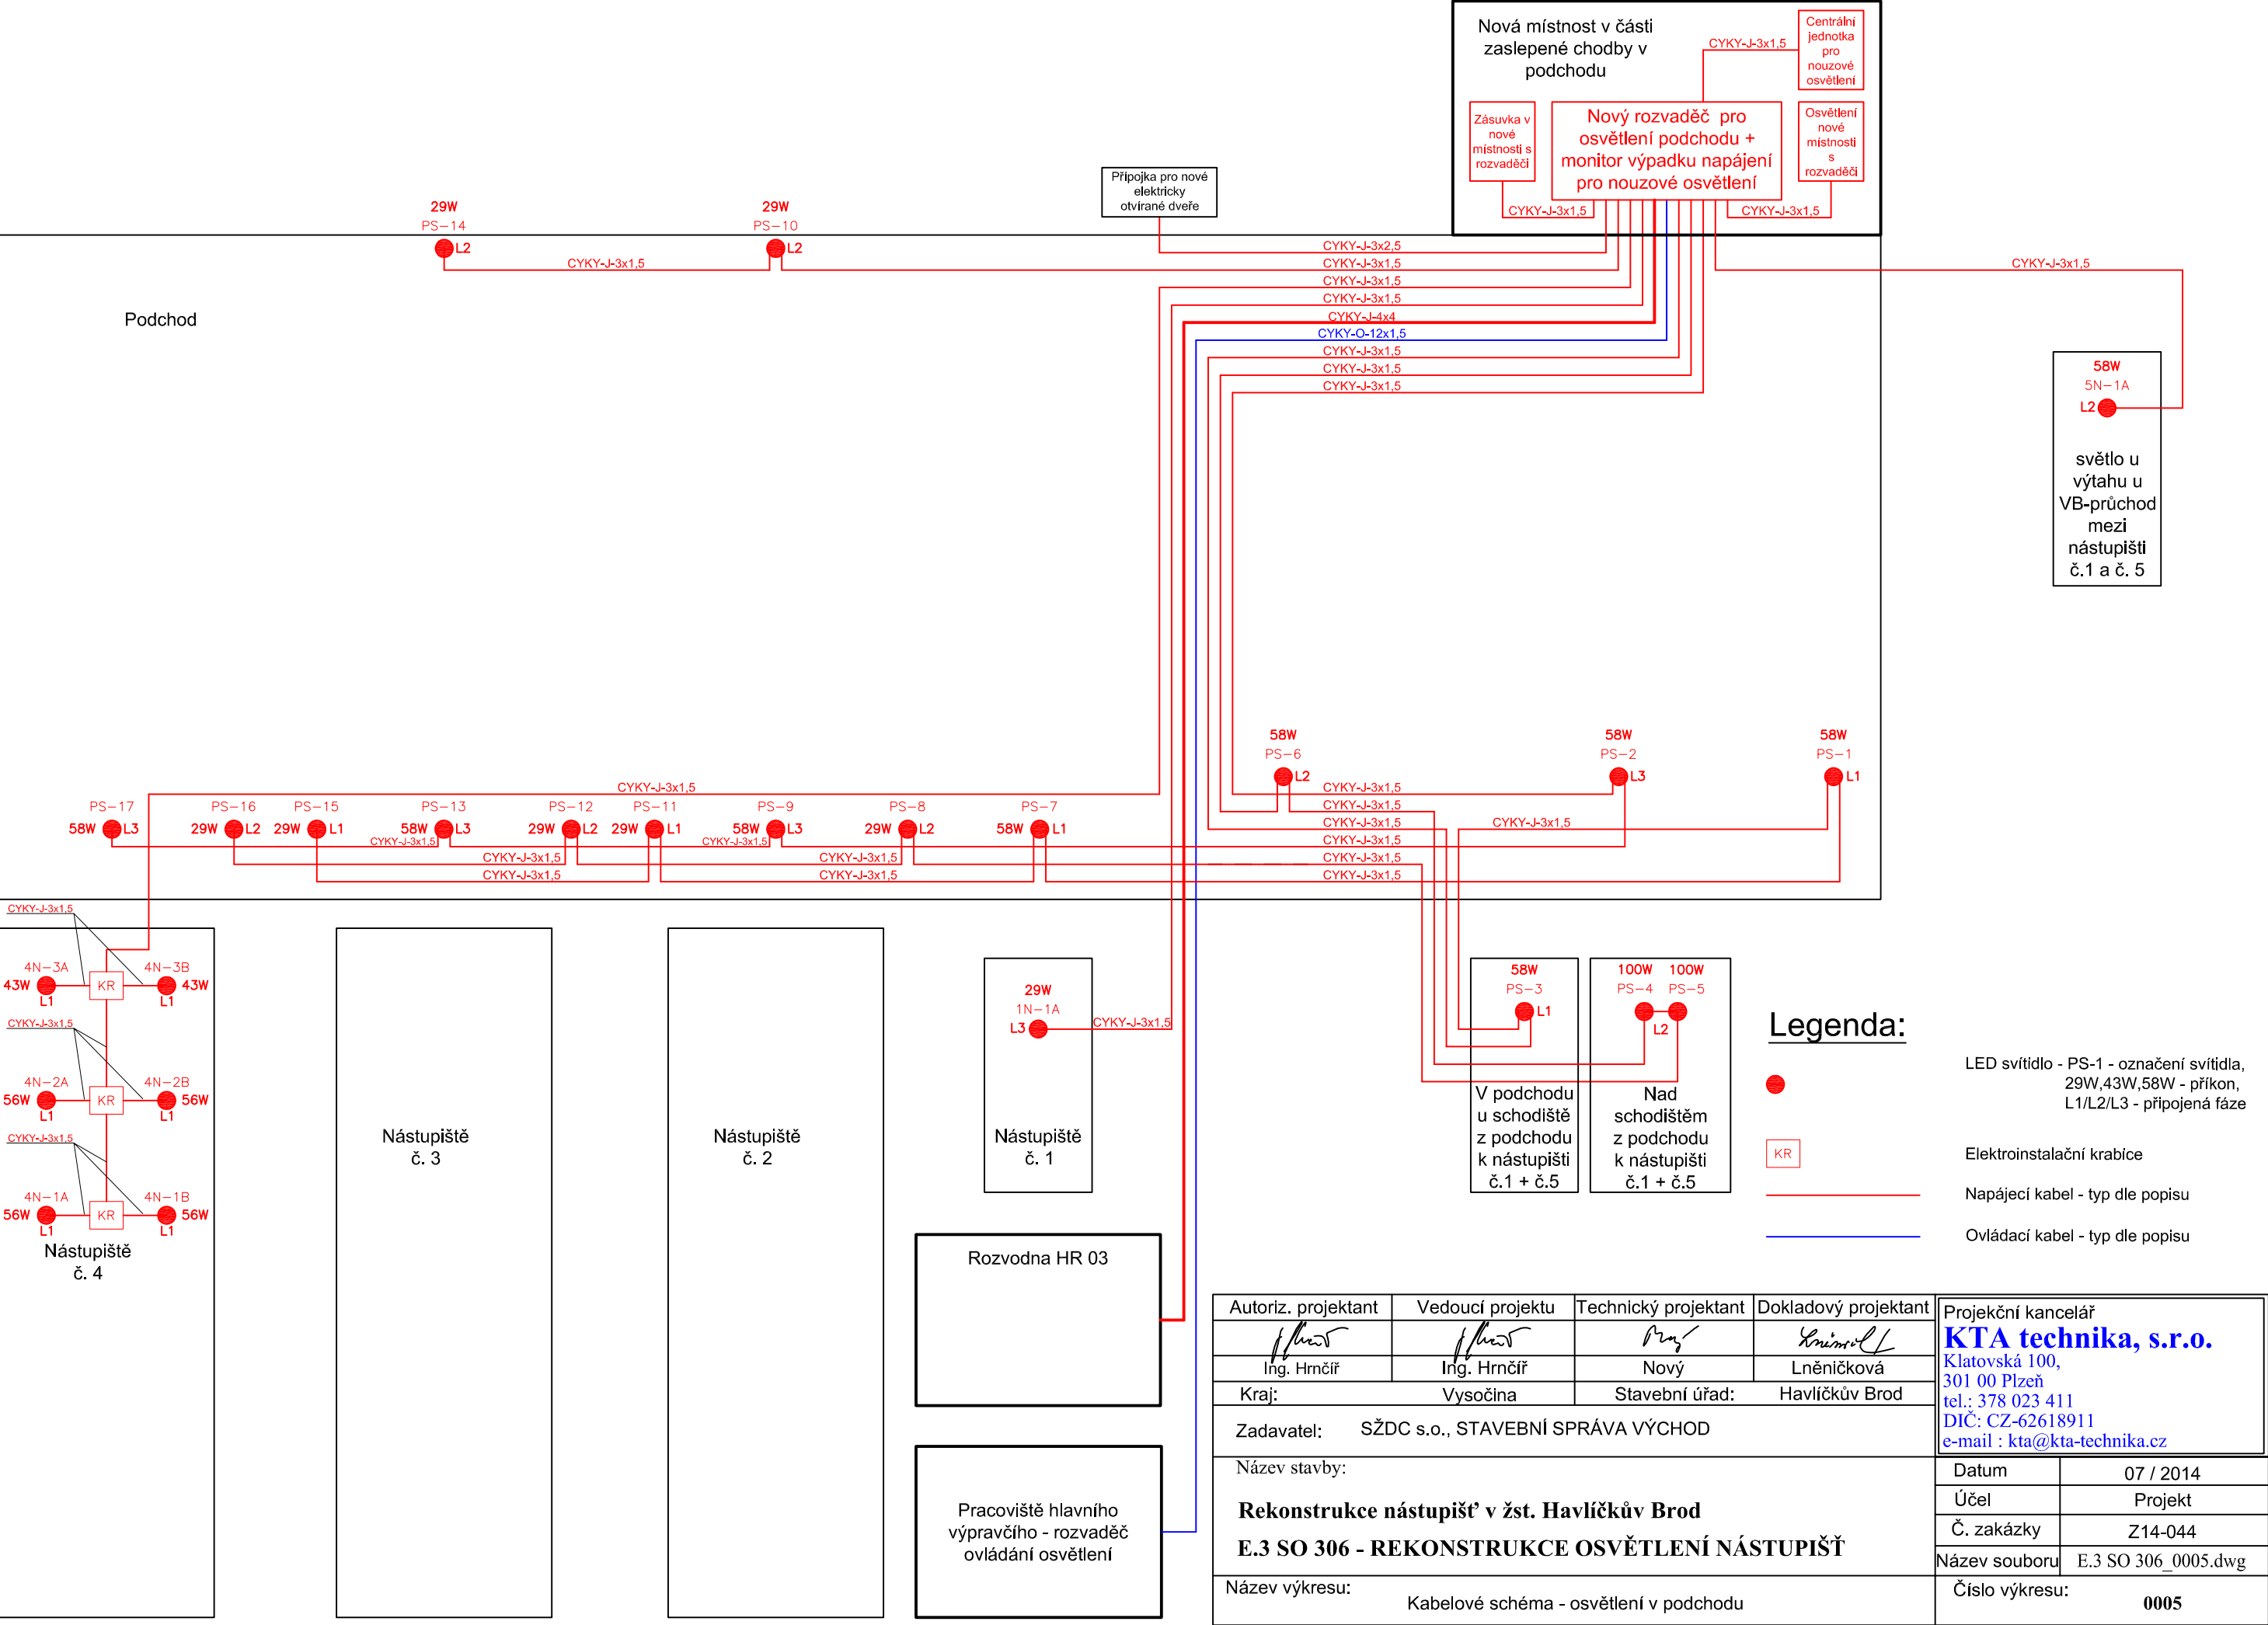 Nová místnost v části
zaslepené chodby v
podchodu
CYKY-J-3x1,5
Centrální
jednotka
pro
nouzové
osvětlení
Zásuvka v
nové
místnosti s
rozvaděči
Nový rozvaděč pro
osvětlení podchodu +
monitor výpadku napájení
pro nouzové osvětlení
Osvětlení
nové
místnosti
s
rozvaděči
CYKY-J-3x1,5
CYKY-J-3x1,5
Přípojka pro nové
elektricky
otvírané dveře
29W
PS-14
L2
29W
PS-10
L2
CYKY-J-3x1,5
CYKY-J-3x2,5
CYKY-J-3x1,5
CYKY-J-3x1,5
CYKY-J-3x1,5
CYKY-J-4x4
CYKY-O-12x1,5
CYKY-J-3x1,5
CYKY-J-3x1,5
CYKY-J-3x1,5
CYKY-J-3x1,5
Podchod
58W
5N-1A
L2
světlo u
výtahu u
VB-průchod
mezi
nástupišti
č.1 a č. 5
58W
PS-6
L2
58W
PS-2
L3
58W
PS-1
L1
CYKY-J-3x1,5
PS-17
58W L3
PS-16
29W L2
PS-15
29W L1
PS-13
58W L3
PS-12
29W L2
PS-11
29W L1
PS-9
58W L3
PS-8
29W L2
PS-7
58W L1
CYKY-J-3x1,5
CYKY-J-3x1,5
CYKY-J-3x1,5
CYKY-J-3x1,5
CYKY-J-3x1,5
CYKY-J-3x1,5
CYKY-J-3x1,5
CYKY-J-3x1,5
CYKY-J-3x1,5
CYKY-J-3x1,5
CYKY-J-3x1,5
CYKY-J-3x1,5
CYKY-J-3x1,5
CYKY-J-3x1,5
4N-3A
43W
L1
KR
4N-3B
43W
L1
CYKY-J-3x1,5
4N-2A
56W
L1
KR
4N-2B
56W
L1
CYKY-J-3x1,5
4N-1A
56W
L1
KR
4N-1B
56W
L1
Nástupiště
č. 4
Nástupiště
č. 3
Nástupiště
č. 2
29W
1N-1A
L3
CYKY-J-3x1,5
Nástupiště
č. 1
58W
PS-3
L1
V podchodu
u schodiště
z podchodu
k nástupišti
č.1 + č.5
100W 100W
PS-4 PS-5
L2
Nad
schodištěm
z podchodu
k nástupišti
č.1 + č.5
Legenda:
LED svítidlo - PS-1 - označení svítidla,
29W,43W,58W - příkon,
L1/L2/L3 - připojená fáze
KR
Elektroinstalační krabice
Napájecí kabel - typ dle popisu
Ovládací kabel - typ dle popisu
Rozvodna HR 03
Pracoviště hlavního
výpravčího - rozvaděč
ovládání osvětlení
Autoriz. projektant Vedoucí projektu Technický projektant Dokladový projektant
Ing. Hrnčíř Ing. Hrnčíř Nový Lněničková
Kraj: Vysočina Stavební úřad: Havlíčkův Brod
Zadavatel: SŽDC s.o., STAVEBNÍ SPRÁVA VÝCHOD
Název stavby:
Rekonstrukce nástupišť v žst. Havlíčkův Brod
E.3 SO 306 - REKONSTRUKCE OSVĚTLENÍ NÁSTUPIŠŤ
Název výkresu:
Kabelové schéma - osvětlení v podchodu
Projekční kancelář
KTA technika, s.r.o.
Klatovská 100,
301 00 Plzeň
tel.: 378 023 411
DIČ: CZ-62618911
e-mail : kta@kta-technika.cz
Datum 07 / 2014
Účel Projekt
Č. zakázky Z14-044
Název souboru E.3 SO 306_0005.dwg
Číslo výkresu: 0005